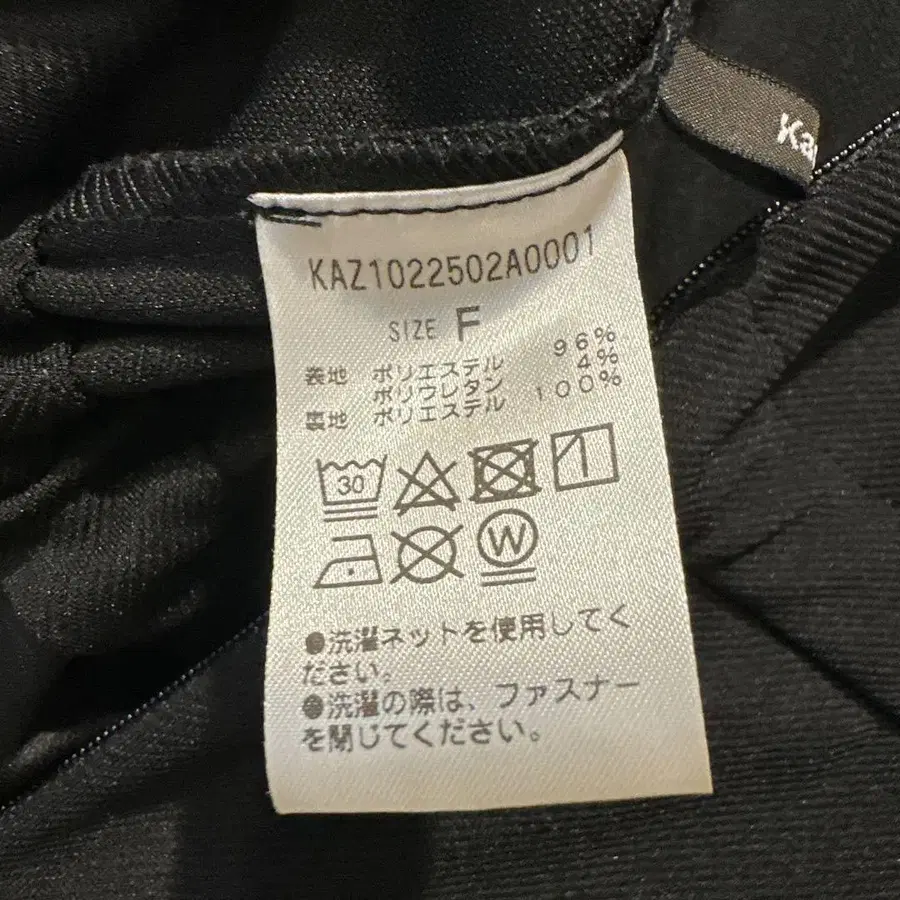 KAZ1022502A0001
SIZE F
表地 ポリエステル 96%
ポリウレタン 4%
裏地 ポリエステル 100%
30
W
●洗濯ネットを使用してく
ださい。
●洗濯の際は、ファスナー
を閉じてください。